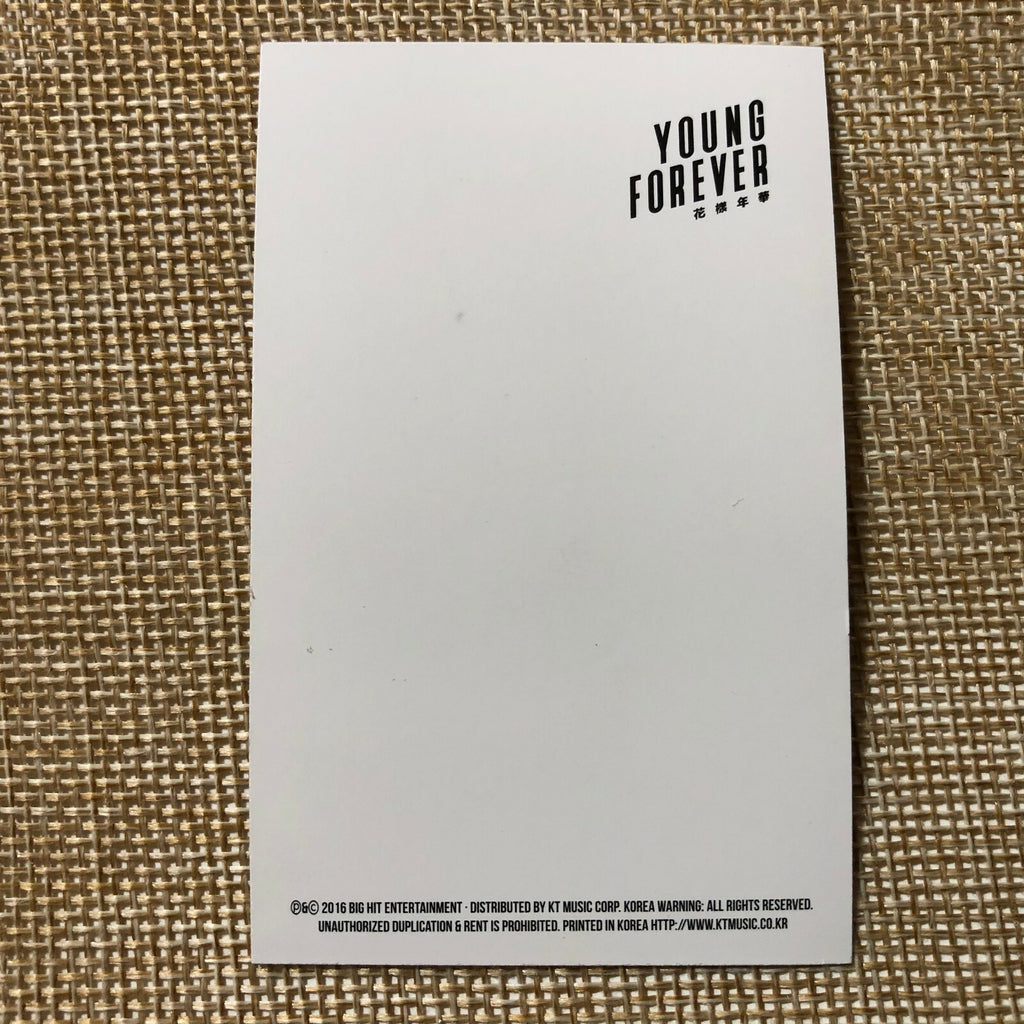 YOUNG
FOREVER
花樣年華
℗&© 2016 BIG HIT ENTERTAINMENT · DISTRIBUTED BY KT MUSIC CORP. KOREA WARNING: ALL RIGHTS RESERVED.
UNAUTHORIZED DUPLICATION & RENT IS PROHIBITED. PRINTED IN KOREA HTTP://WWW.KTMUSIC.CO.KR